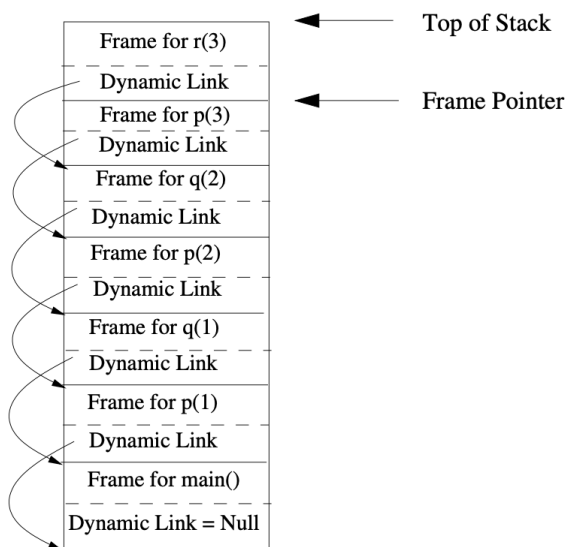 Top of Stack
Frame for r(3)
Dynamic Link
Frame Pointer
Frame for p(3)
Dynamic Link
Frame for q(2)
Dynamic Link
Frame for p(2)
Dynamic Link
Frame for q(1)
Dynamic Link
Frame for p(1)
Dynamic Link
Frame for main()
Dynamic Link = Null